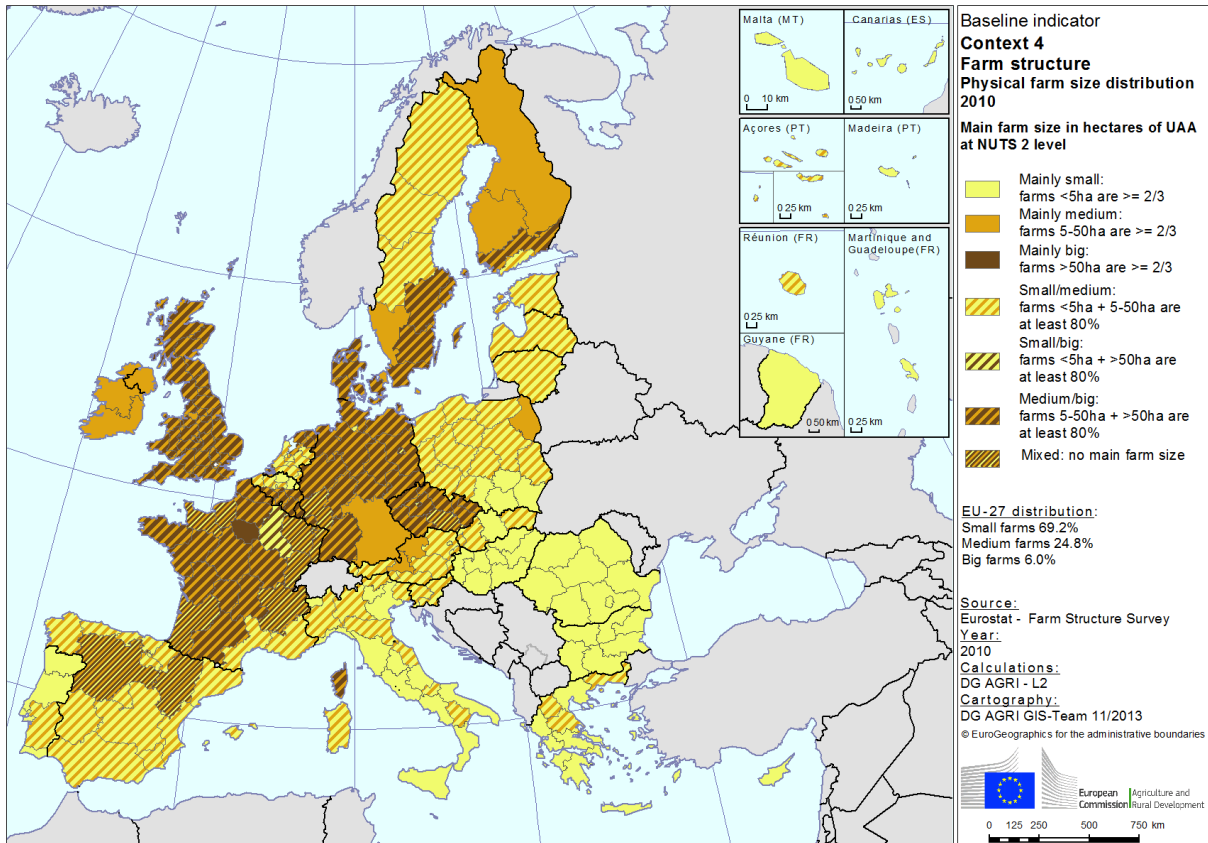 Malta (MT)
0 10 km
Canarias (ES)
0 50 km
Açores (PT)
0 25 km
Madeira (PT)
0 25 km
Réunion (FR)
0 25 km
Martinique and
Guadeloupe(FR)
0 25 km
Guyane (FR)
0 50 km
Baseline indicator
Context 4
Farm structure
Physical farm size distribution
2010
Main farm size in hectares of UAA
at NUTS 2 level
Mainly small:
farms <5ha are >= 2/3
Mainly medium:
farms 5-50ha are >= 2/3
Mainly big:
farms >50ha are >= 2/3
Small/medium:
farms <5ha + 5-50ha are
at least 80%
Small/big:
farms <5ha + >50ha are
at least 80%
Medium/big:
farms 5-50ha + >50ha are
at least 80%
Mixed: no main farm size
EU-27 distribution:
Small farms 69.2%
Medium farms 24.8%
Big farms 6.0%
Source:
Eurostat - Farm Structure Survey
Year:
2010
Calculations:
DG AGRI - L2
Cartography:
DG AGRI GIS-Team 11/2013
© EuroGeographics for the administrative boundaries
European
Commission
Agriculture and
Rural Development
0 125 250 500 750 km